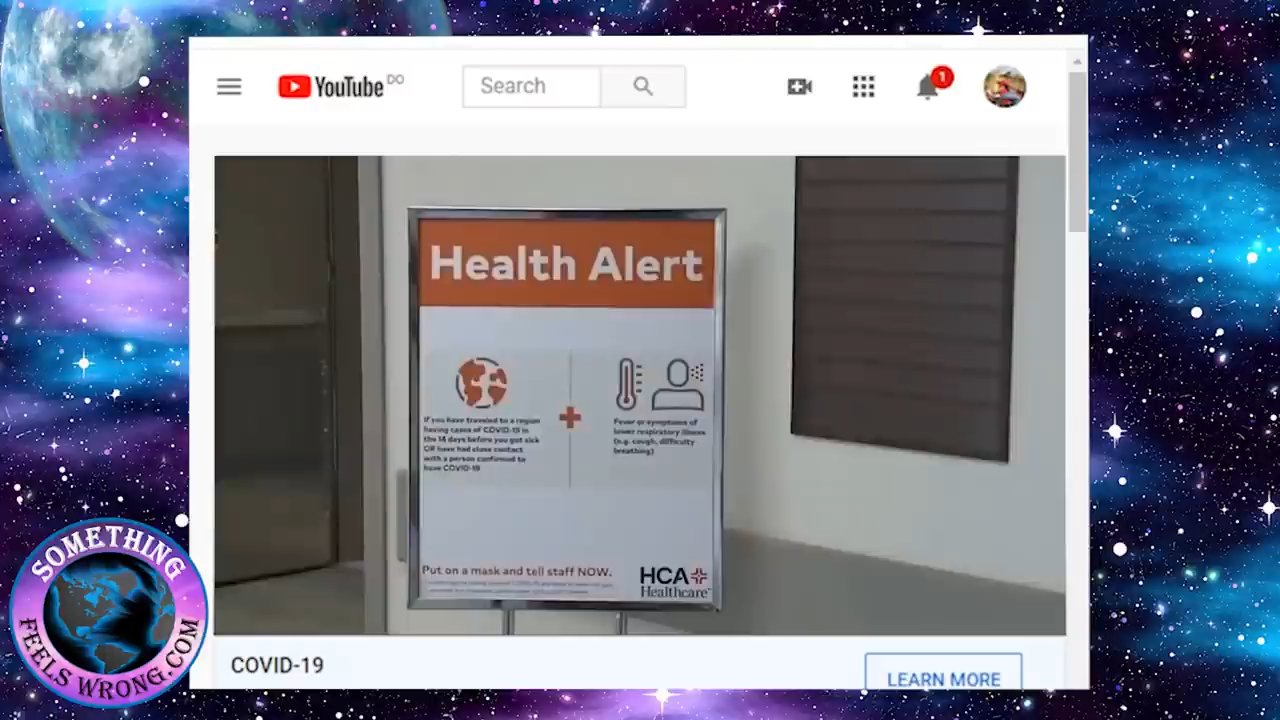 YouTube DO
Search
1
Health Alert
If you have traveled to a region
having cases of COVID-19 in
the 14 days before you got sick
OR have had close contact
with a person confirmed to
have COVID-19
Fever or symptoms of
lower respiratory illness
(e.g. cough, difficulty
breathing)
Put on a mask and tell staff NOW.
HCA
Healthcare
COVID-19
LEARN MORE
SOMETHING
FEELS WRONG.COM